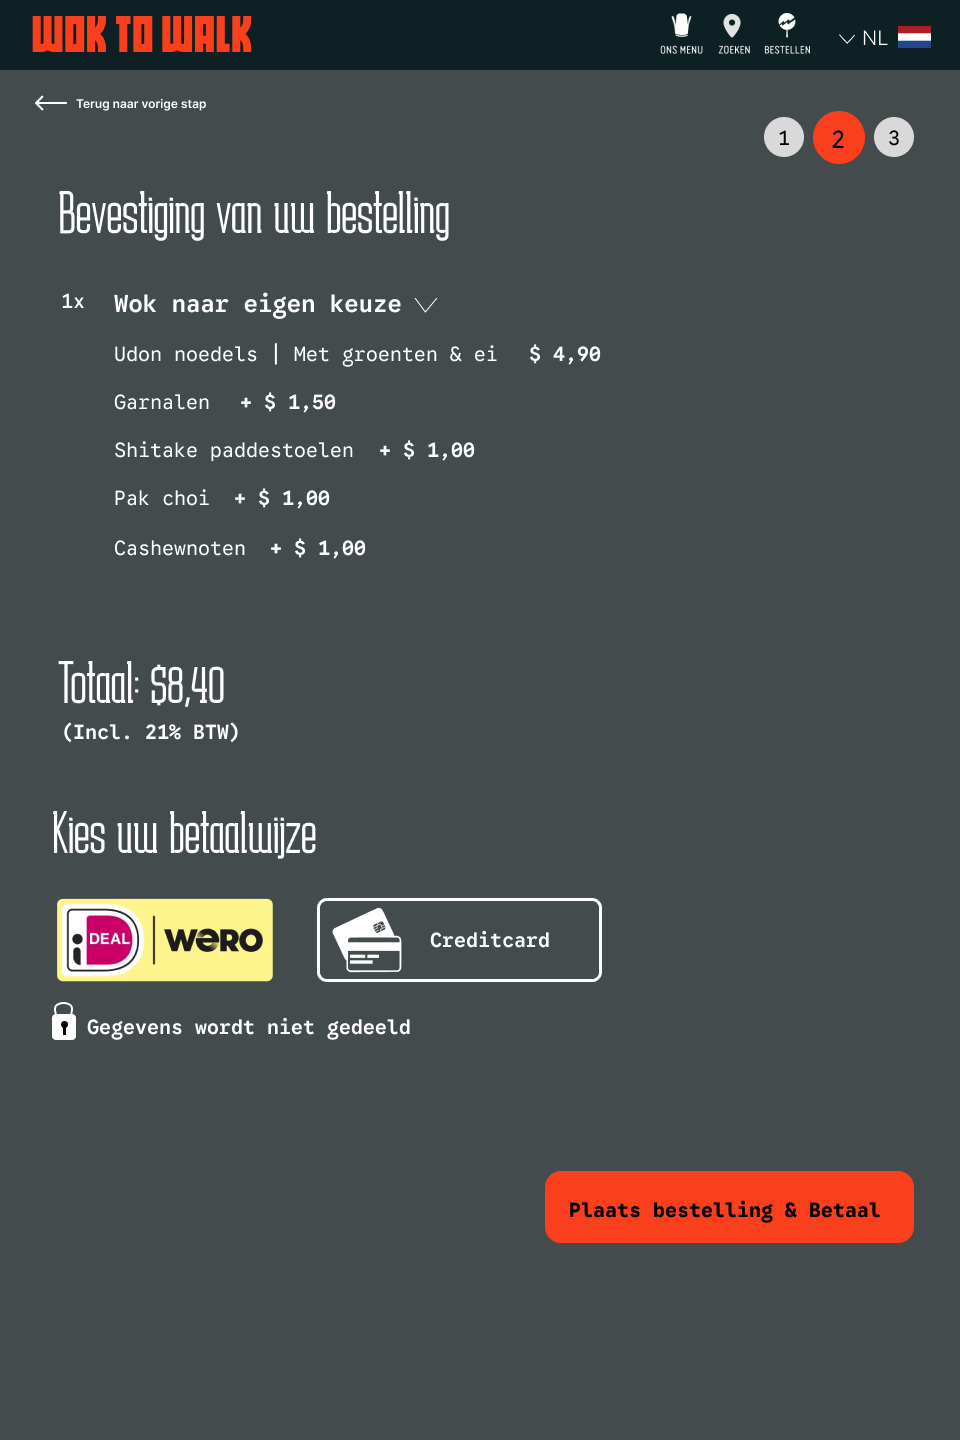 WOK TO WALK
ONS MENU ZOEKEN BESTELLEN NL
Terug naar vorige stap
1 2 3
Bevestiging van uw bestelling
1x Wok naar eigen keuze
Udon noedels | Met groenten & ei $ 4,90
Garnalen + $ 1,50
Shitake paddestoelen + $ 1,00
Pak choi + $ 1,00
Cashewnoten + $ 1,00
Totaal: $8,40
(Incl. 21% BTW)
Kies uw betaalwijze
iDEAL | wero Creditcard
Gegevens wordt niet gedeeld
Plaats bestelling & Betaal